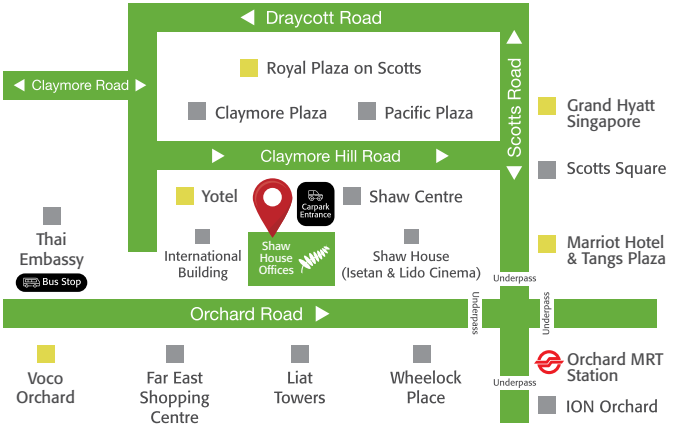 Draycott Road
Royal Plaza on Scotts
Claymore Road
Claymore Plaza
Pacific Plaza
Scotts Road
Grand Hyatt
Singapore
Claymore Hill Road
Scotts Square
Yotel
Carpark
Entrance
Shaw Centre
Thai
Embassy
Bus Stop
International
Building
Shaw
House
Offices
Shaw House
(Isetan & Lido Cinema)
Marriot Hotel
& Tangs Plaza
Underpass
Orchard Road
Underpass
Underpass
Voco
Orchard
Far East
Shopping
Centre
Liat
Towers
Wheelock
Place
Underpass
Orchard MRT
Station
ION Orchard